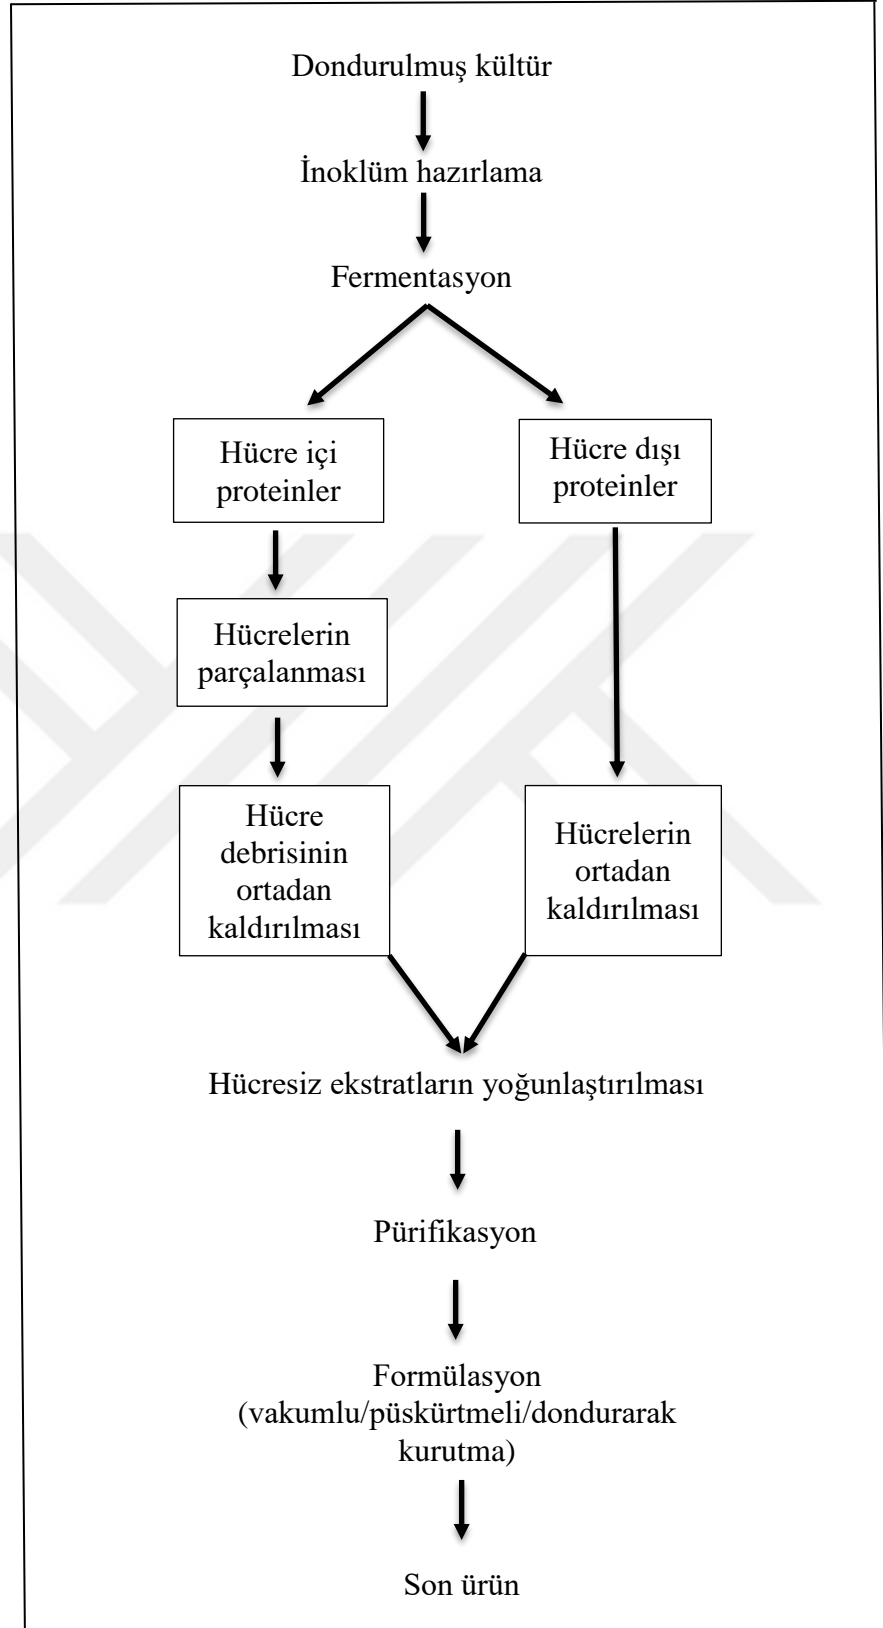 Dondurulmuş kültür
İnoklüm hazırlama
Fermentasyon
Hücre içi
proteinler
Hücre dışı
proteinler
Hücrelerin
parçalanması
Hücre
debrisinin
ortadan
kaldırılması
Hücrelerin
ortadan
kaldırılması
Hücresiz ekstratların yoğunlaştırılması
Pürifikasyon
Formülasyon
(vakumlu/püskürtmeli/dondurarak
kurutma)
Son ürün